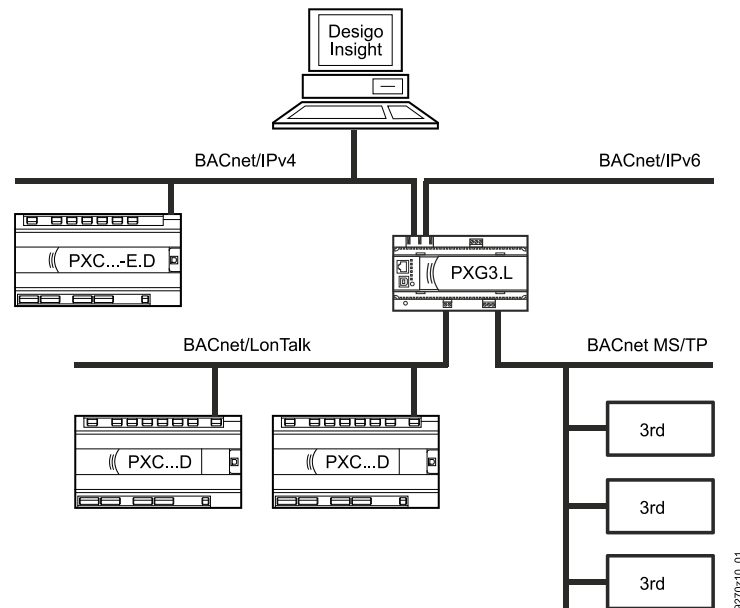 Desigo
Insight
BACnet/IPv4
BACnet/IPv6
PXC...-E.D
PXG3.L
BACnet/LonTalk
BACnet MS/TP
PXC...D
PXC...D
3rd
3rd
3rd